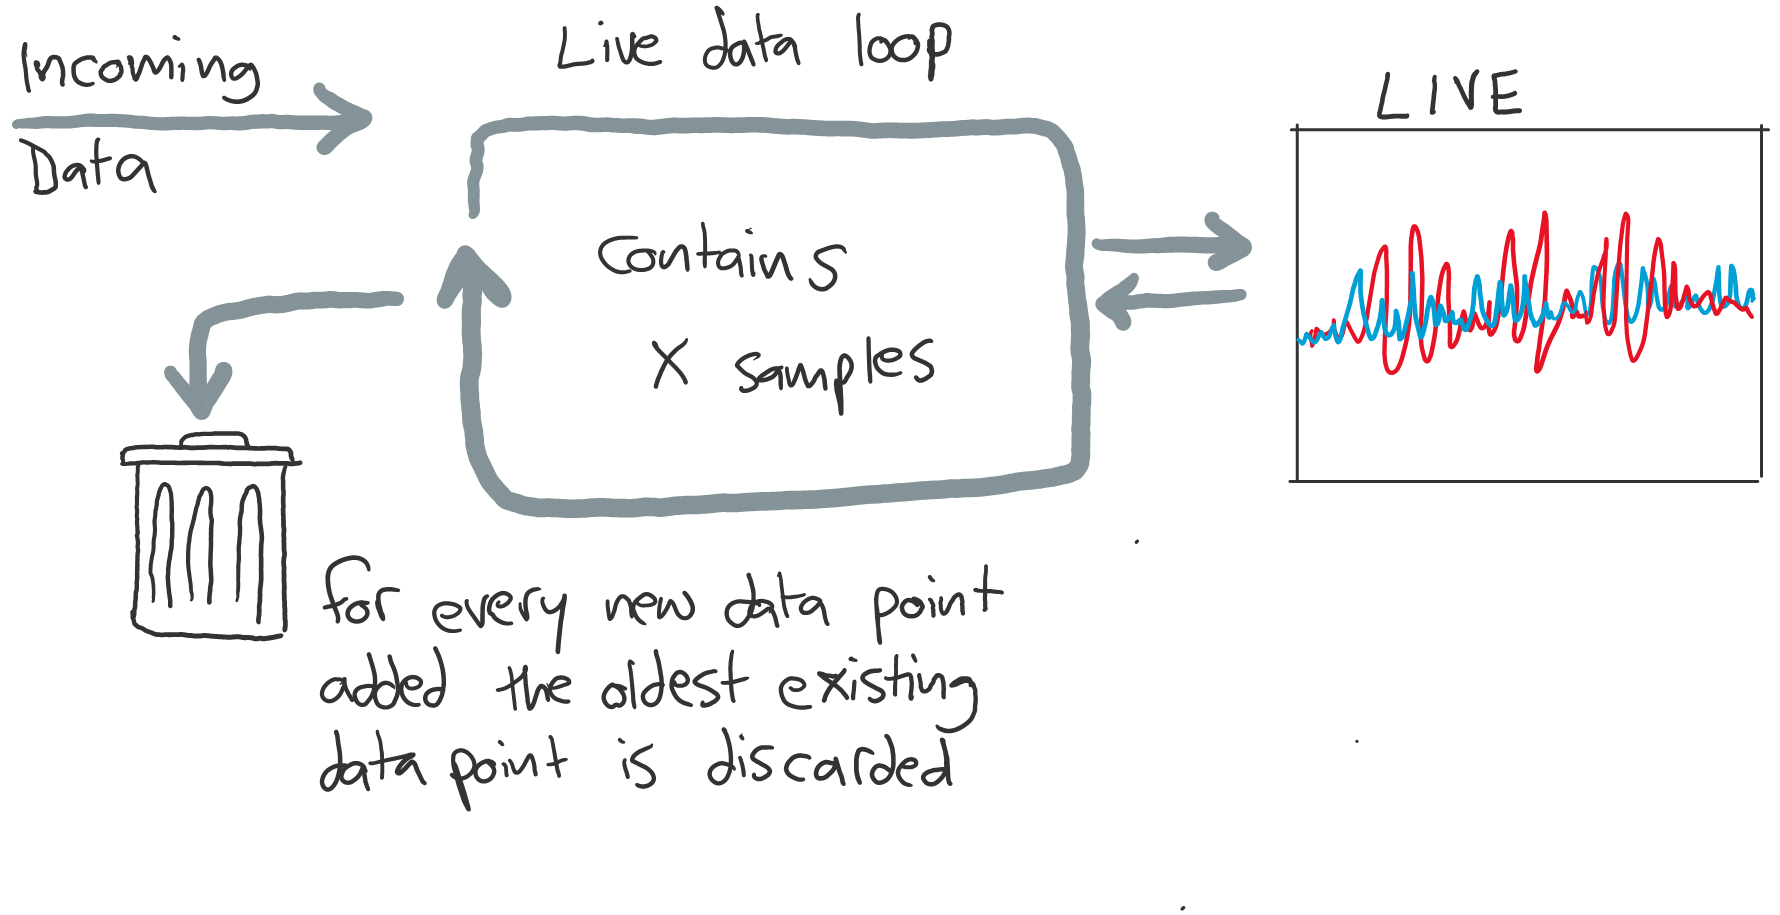 Incoming
Data
Live data loop
Contains
X samples
LIVE
for every new data point
added the oldest existing
data point is discarded